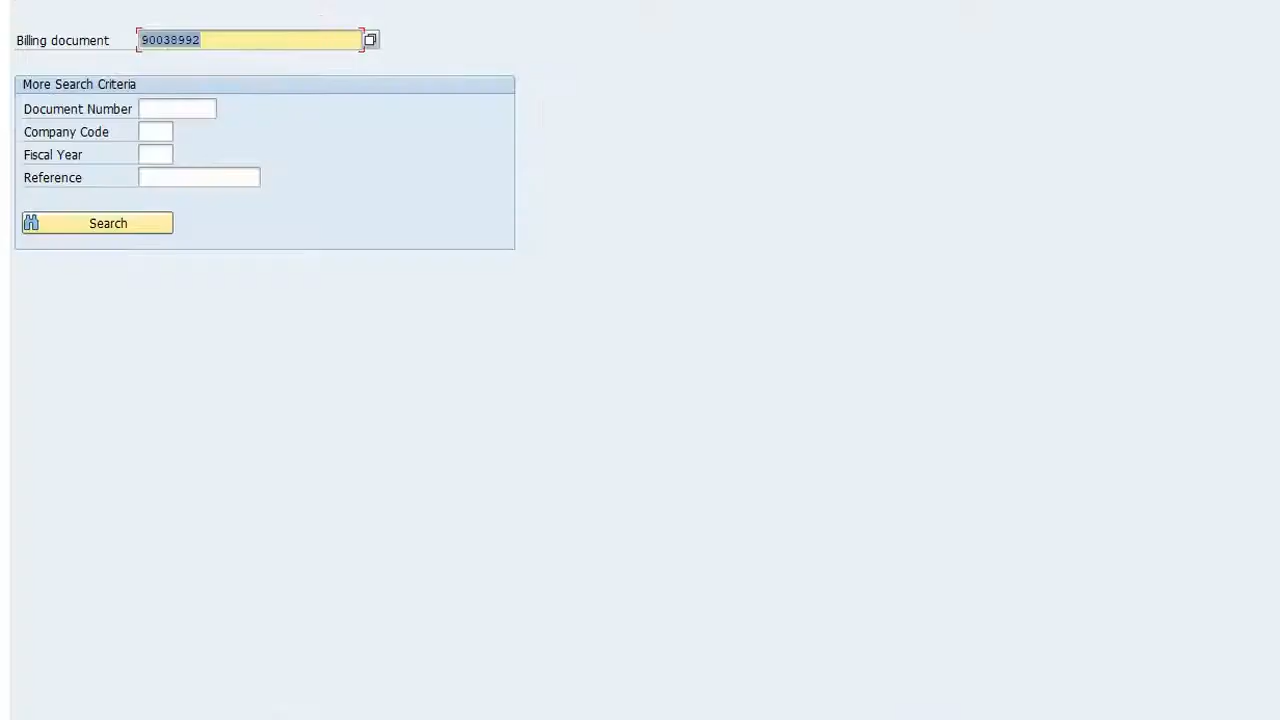 Billing document 90038992
More Search Criteria
Document Number
Company Code
Fiscal Year
Reference
Search